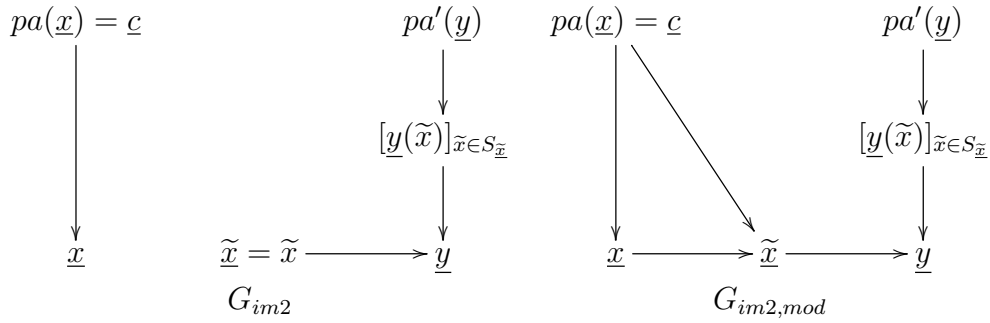 pa(x) = c pa′(y) pa(x) = c pa′(y)
[y(x̃)]x̃∈Sx̃ [y(x̃)]x̃∈Sx̃
x x̃ = x̃ y x x̃ y
Gim2 Gim2,mod